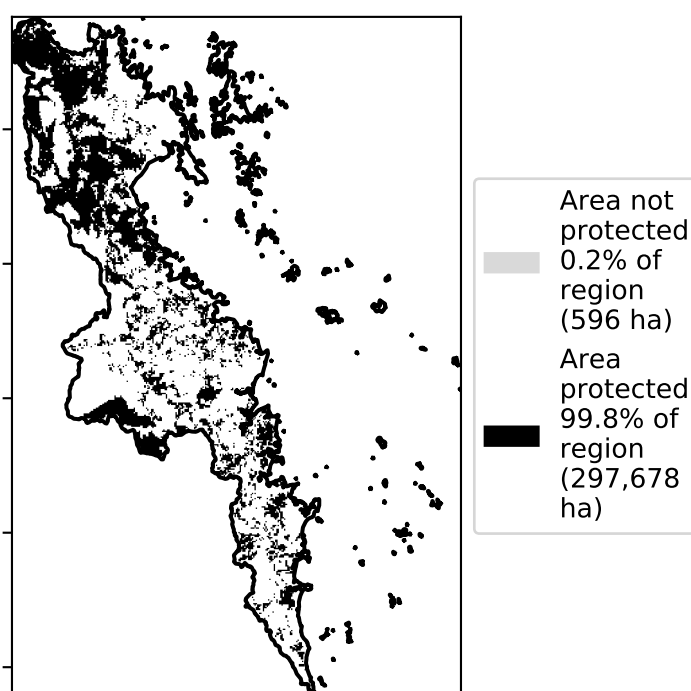 Area not
protected
0.2% of
region
(596 ha)
Area
protected
99.8% of
region
(297,678
ha)